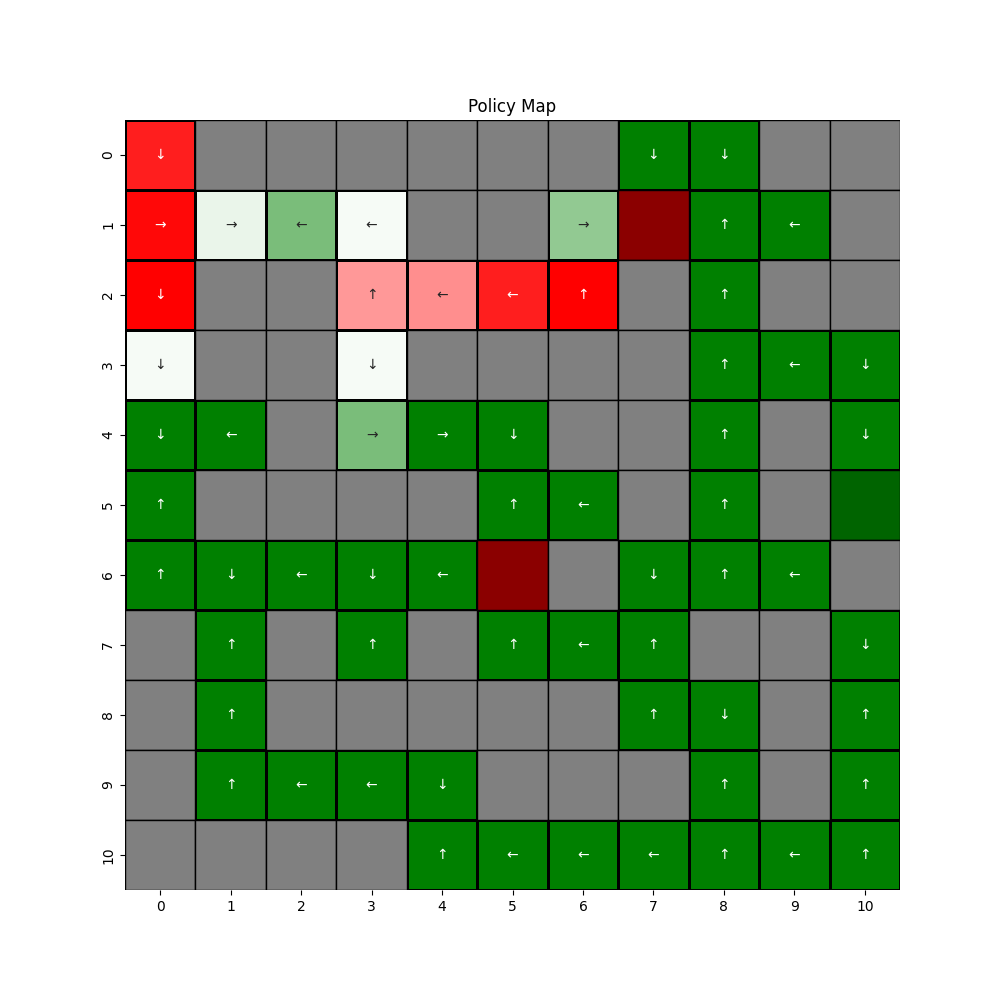 Policy Map
0 ↓ ↓ ↓
1 → → ← ← → ↑ ←
2 ↓ ↑ ← ← ↑ ↑
3 ↓ ↓ ↑ ← ↓
4 ↓ ← → → ↓ ↑ ↓
5 ↑ ↑ ← ↑
6 ↑ ↓ ← ↓ ← ↓ ↑ ←
7 ↑ ↑ ↑ ← ↑ ↓
8 ↑ ↑ ↓ ↑
9 ↑ ← ← ↓ ↑ ↑
10 ↑ ← ← ← ↑ ← ↑
0 1 2 3 4 5 6 7 8 9 10